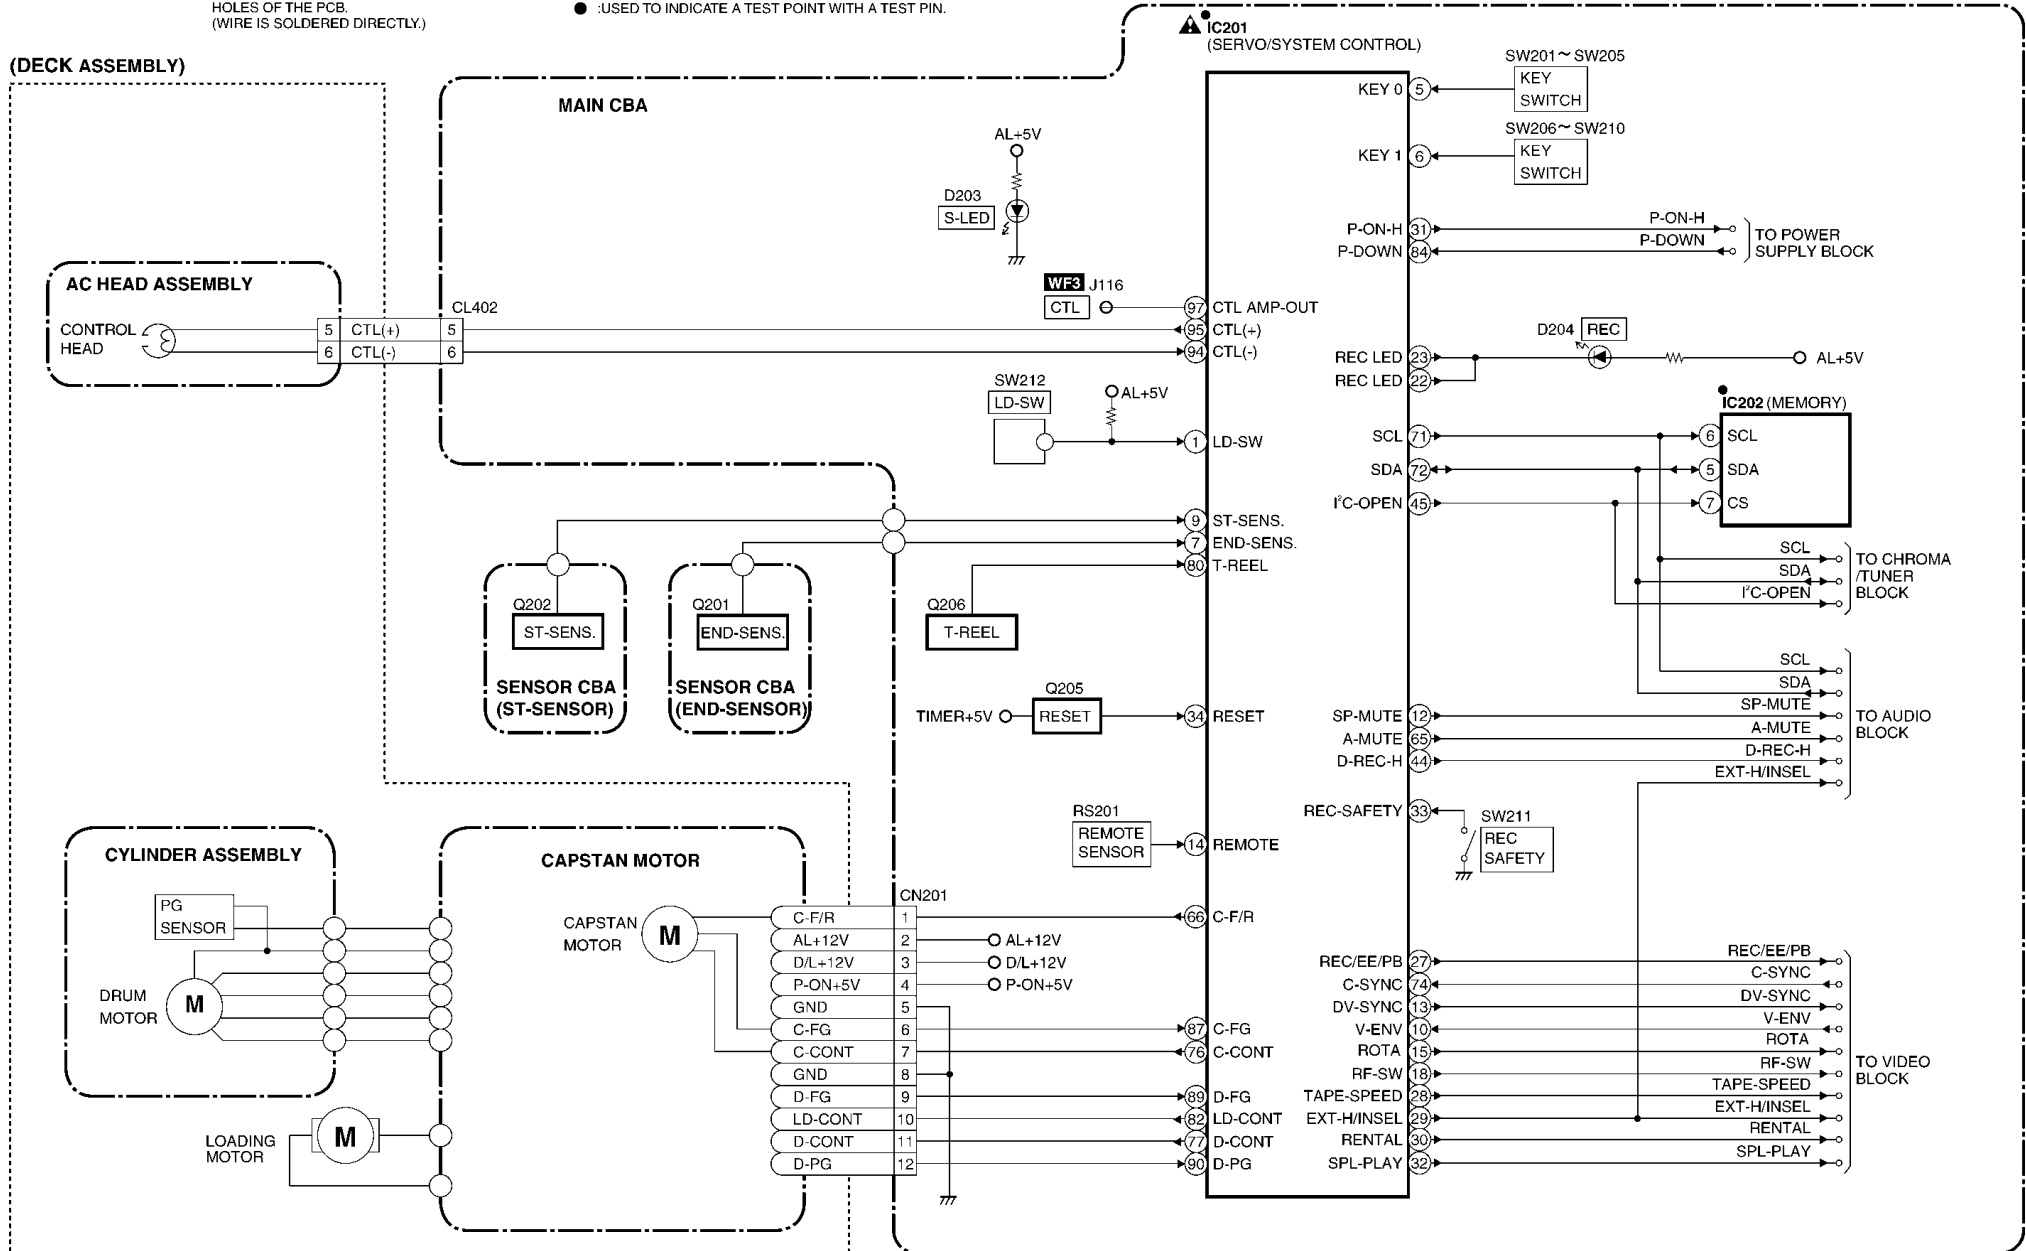 HOLES OF THE PCB.
(WIRE IS SOLDERED DIRECTLY.)
:USED TO INDICATE A TEST POINT WITH A TEST PIN.
(DECK ASSEMBLY)
MAIN CBA
AL+5V
D203
S-LED
AC HEAD ASSEMBLY
CONTROL
HEAD
5 CTL(+) 5
6 CTL(-) 6
CL402
WF3 J116
CTL
SW212
LD-SW
AL+5V
Q202
ST-SENS.
SENSOR CBA
(ST-SENSOR)
Q201
END-SENS.
SENSOR CBA
(END-SENSOR)
Q206
T-REEL
Q205
TIMER+5V
RESET
RS201
REMOTE
SENSOR
CYLINDER ASSEMBLY
PG
SENSOR
DRUM
MOTOR
M
LOADING
MOTOR
M
CAPSTAN MOTOR
CAPSTAN
MOTOR
M
CN201
C-F/R 1
AL+12V 2 AL+12V
D/L+12V 3 D/L+12V
P-ON+5V 4 P-ON+5V
GND 5
C-FG 6
C-CONT 7
GND 8
D-FG 9
LD-CONT 10
D-CONT 11
D-PG 12
IC201
(SERVO/SYSTEM CONTROL)
97 CTL AMP-OUT
95 CTL(+)
94 CTL(-)
1 LD-SW
9 ST-SENS.
7 END-SENS.
80 T-REEL
34 RESET
14 REMOTE
66 C-F/R
87 C-FG
76 C-CONT
89 D-FG
82 LD-CONT
77 D-CONT
90 D-PG
KEY 0 5
KEY 1 6
P-ON-H 31
P-DOWN 84
REC LED 23
REC LED 22
SCL 71
SDA 72
I²C-OPEN 45
SP-MUTE 12
A-MUTE 65
D-REC-H 44
REC-SAFETY 33
REC/EE/PB 27
C-SYNC 74
DV-SYNC 13
V-ENV 10
ROTA 15
RF-SW 18
TAPE-SPEED 28
EXT-H/INSEL 29
RENTAL 30
SPL-PLAY 32
SW201~SW205
KEY
SWITCH
SW206~SW210
KEY
SWITCH
P-ON-H
P-DOWN
TO POWER
SUPPLY BLOCK
D204 REC
AL+5V
IC202 (MEMORY)
6 SCL
5 SDA
7 CS
SCL
SDA
I²C-OPEN
TO CHROMA
/TUNER
BLOCK
SCL
SDA
SP-MUTE
A-MUTE
D-REC-H
EXT-H/INSEL
TO AUDIO
BLOCK
SW211
REC
SAFETY
REC/EE/PB
C-SYNC
DV-SYNC
V-ENV
ROTA
RF-SW
TAPE-SPEED
EXT-H/INSEL
RENTAL
SPL-PLAY
TO VIDEO
BLOCK